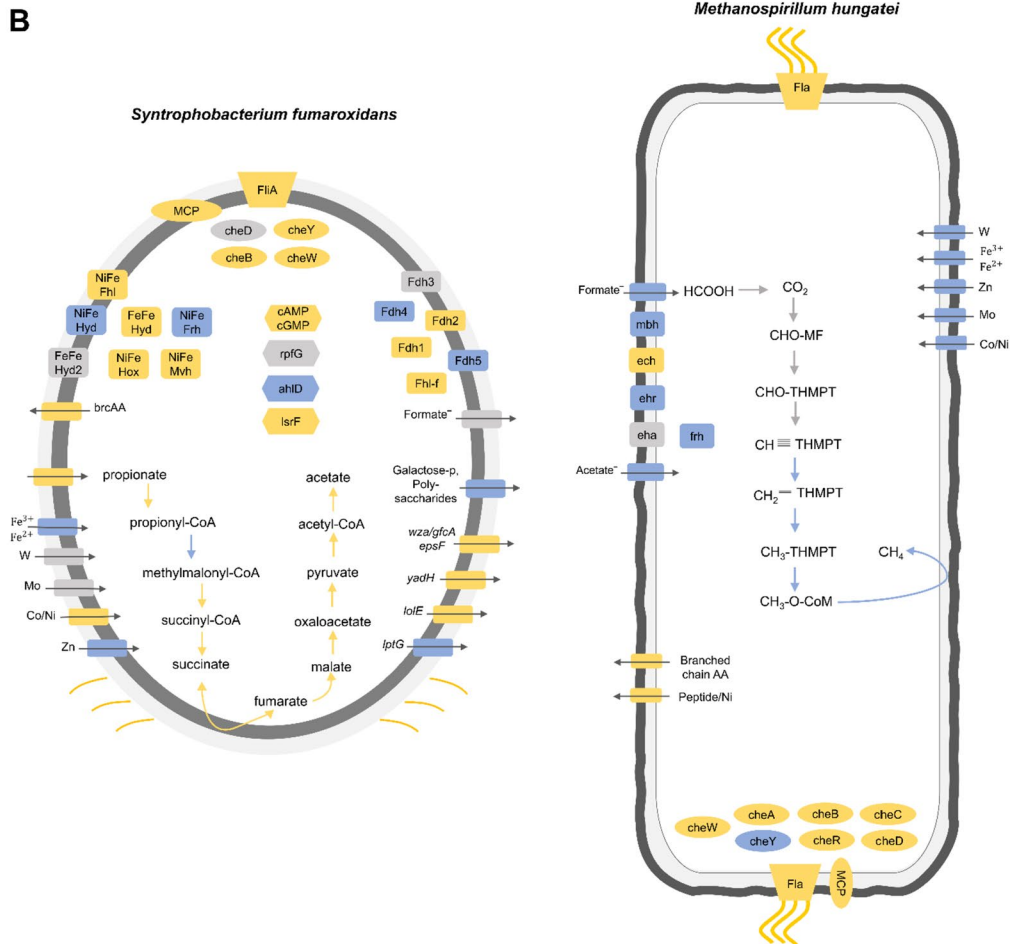 B
Methanospirillum hungatei
Syntrophobacterium fumaroxidans
Fla
FliA
MCP
cheD
cheY
cheB
cheW
NiFe
Fhl
NiFe
Hyd
FeFe
Hyd
NiFe
Frh
FeFe
Hyd2
NiFe
Hox
NiFe
Mvh
cAMP
cGMP
rpfG
ahlD
lsrF
Fdh3
Fdh4
Fdh2
Fdh1
Fdh5
Fhl-f
Formate⁻
brcAA
Galactose-p,
Poly-
saccharides
wza/gfcA
epsF
yadH
lolE
lptG
Fe³⁺
Fe²⁺
W
Mo
Co/Ni
Zn
propionate
propionyl-CoA
methylmalonyl-CoA
succinyl-CoA
succinate
fumarate
malate
oxaloacetate
pyruvate
acetyl-CoA
acetate
Formate⁻
HCOOH
CO₂
mbh
ech
ehr
eha
frh
Acetate⁻
CHO-MF
CHO-THMPT
CH≡THMPT
CH₂=THMPT
CH₃-THMPT
CH₃-O-CoM
CH₄
W
Fe³⁺
Fe²⁺
Zn
Mo
Co/Ni
Branched
chain AA
Peptide/Ni
cheW
cheA
cheB
cheC
cheY
cheR
cheD
Fla
MCP